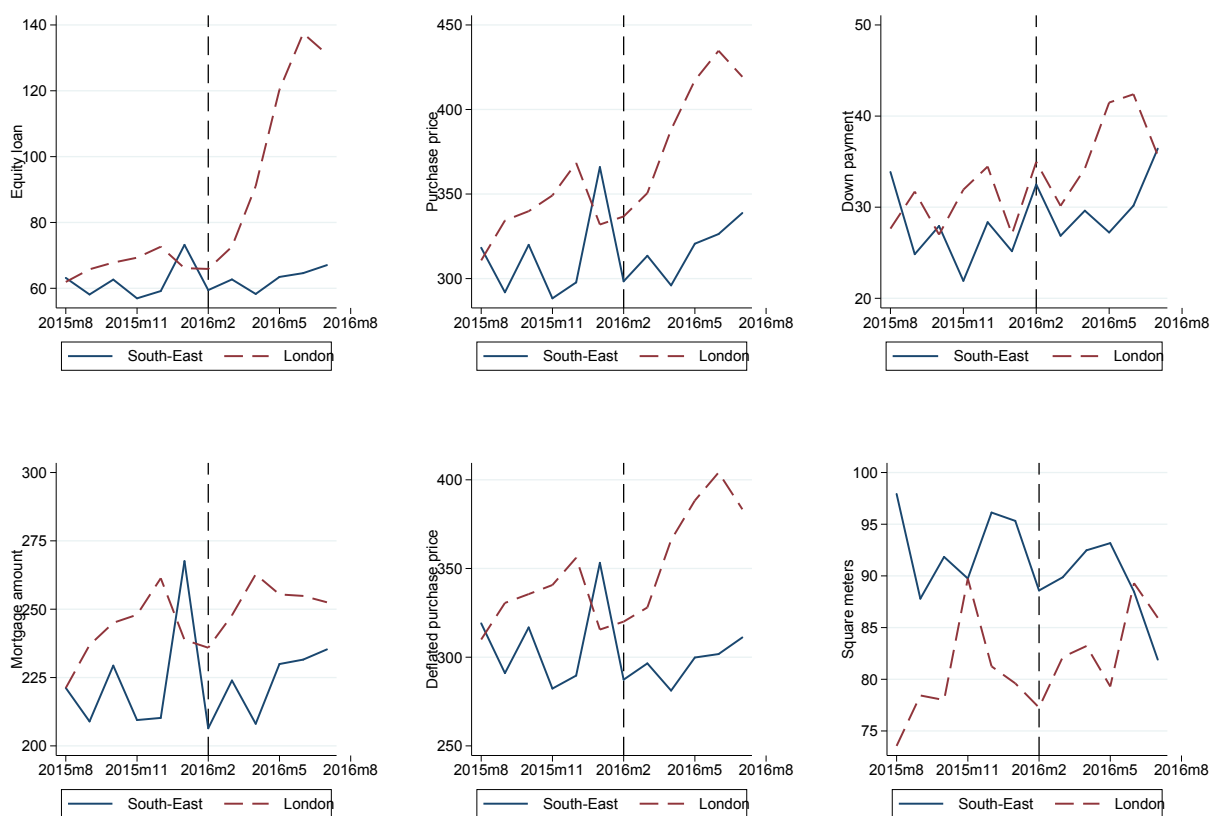 Equity loan
140
120
100
80
60
2015m8 2015m11 2016m2 2016m5 2016m8
South-East London
Purchase price
450
400
350
300
2015m8 2015m11 2016m2 2016m5 2016m8
South-East London
Down payment
50
40
30
20
2015m8 2015m11 2016m2 2016m5 2016m8
South-East London
Mortgage amount
300
275
250
225
200
2015m8 2015m11 2016m2 2016m5 2016m8
South-East London
Deflated purchase price
400
350
300
250
2015m8 2015m11 2016m2 2016m5 2016m8
South-East London
Square meters
100
95
90
85
80
75
2015m8 2015m11 2016m2 2016m5 2016m8
South-East London